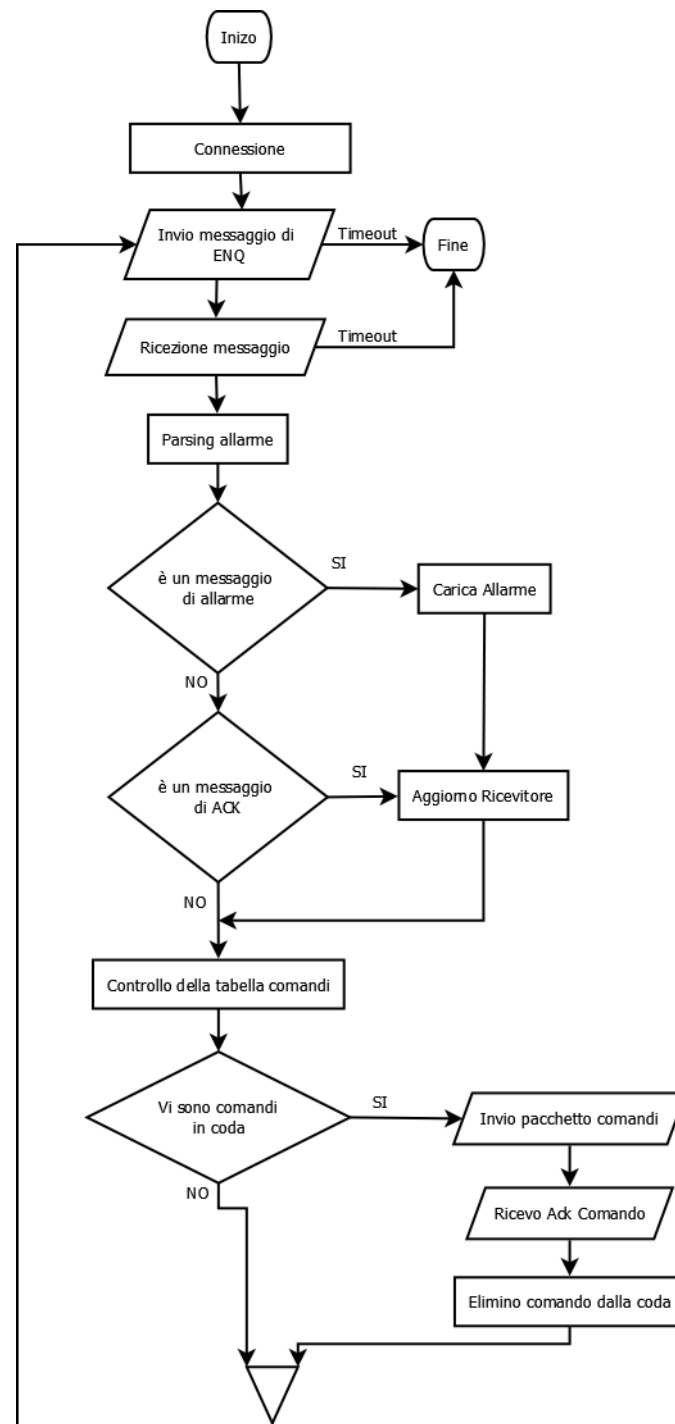 Inizo
Connessione
Invio messaggio di
ENQ
Timeout
Fine
Ricezione messaggio
Timeout
Parsing allarme
è un messaggio
di allarme
SI
Carica Allarme
NO
è un messaggio
di ACK
SI
Aggiorno Ricevitore
NO
Controllo della tabella comandi
Vi sono comandi
in coda
SI
Invio pacchetto comandi
NO
Ricevo Ack Comando
Elimino comando dalla coda